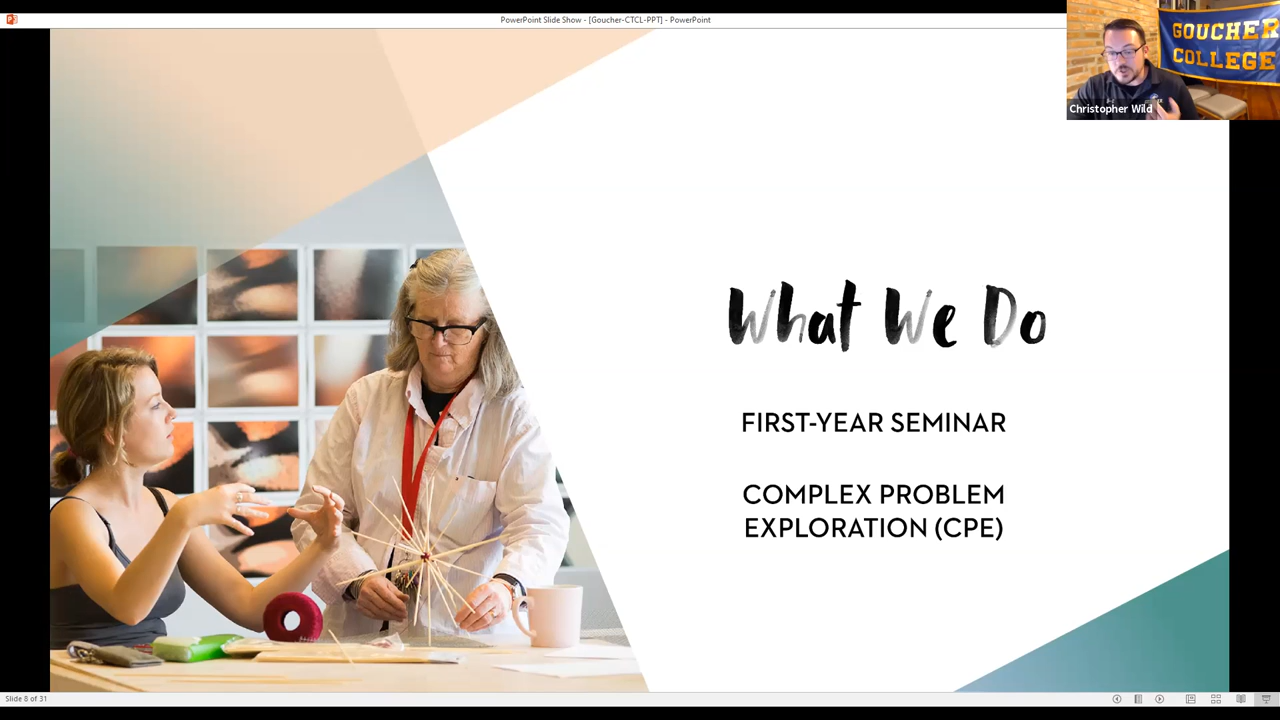 PowerPoint Slide Show - [Goucher-CTCL-PPT] - PowerPoint
GOUCHER
COLLEGE
Christopher Wild
What We Do
FIRST-YEAR SEMINAR
COMPLEX PROBLEM
EXPLORATION (CPE)
Slide 8 of 31